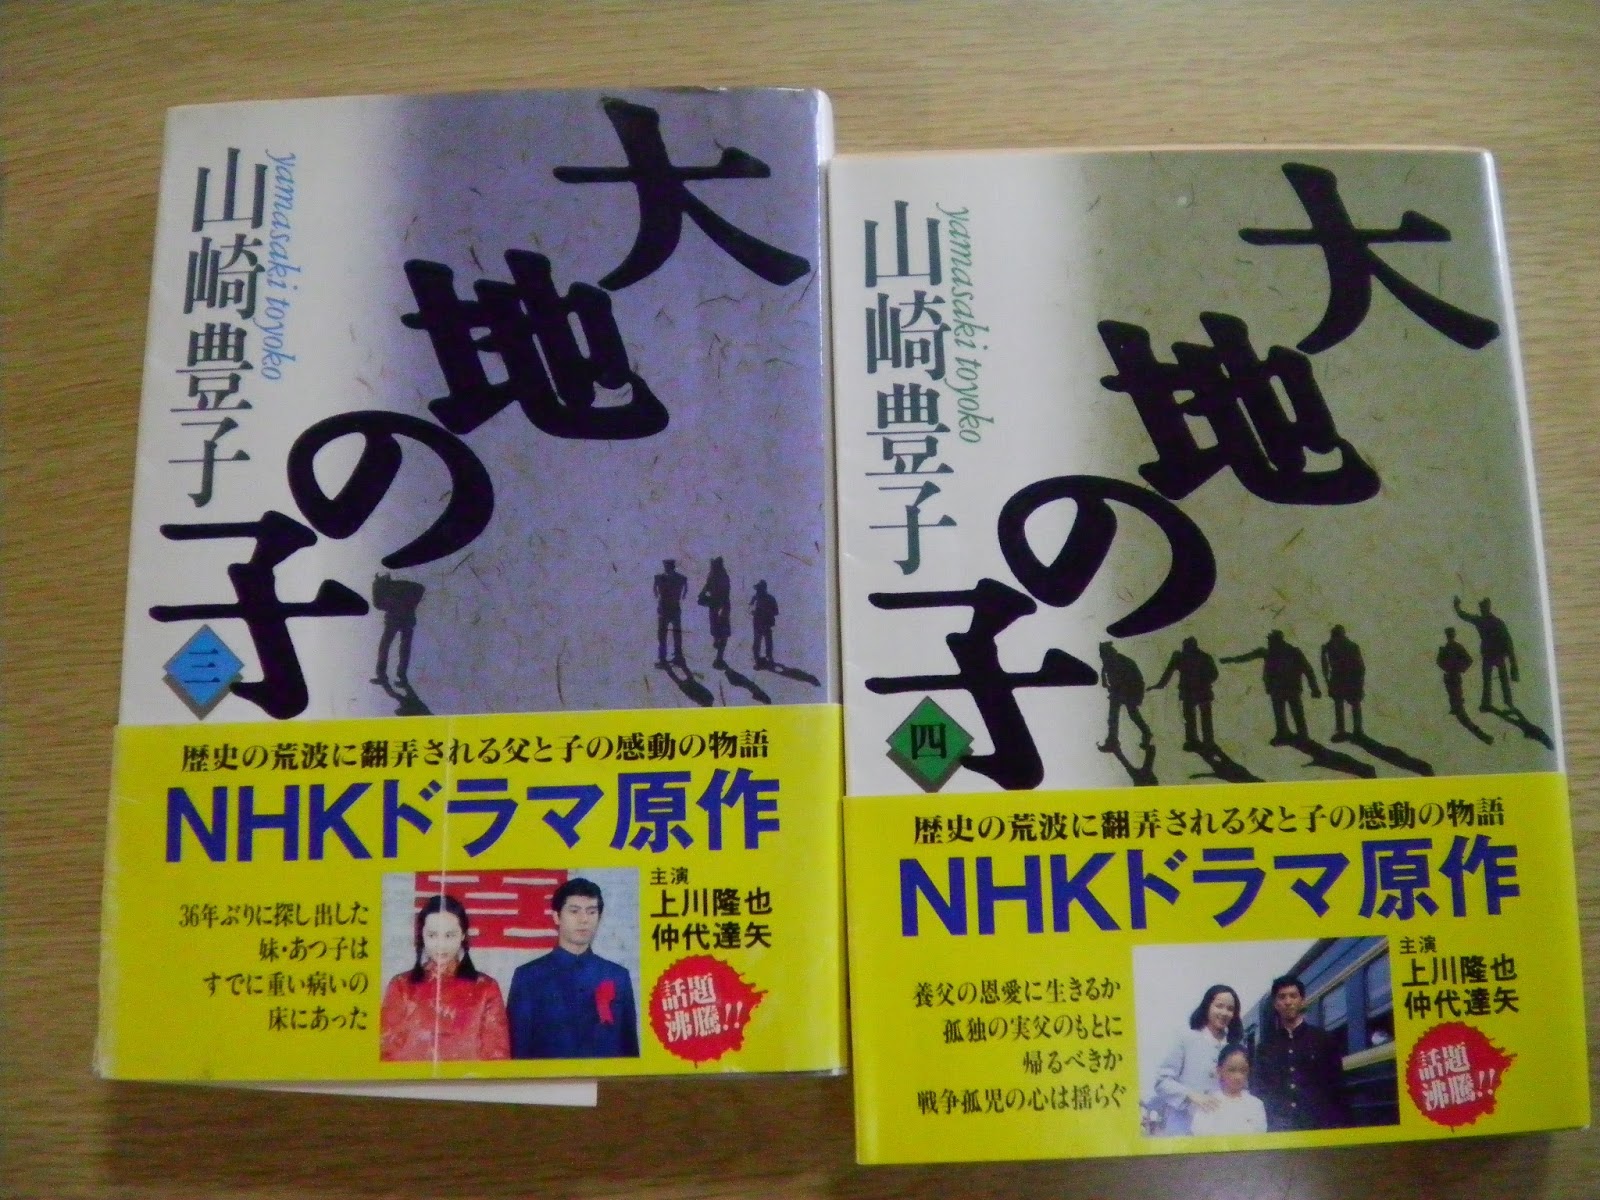 大地の子
山崎豊子
yamasaki toyoko
三
歴史の荒波に翻弄される父と子の感動の物語
NHKドラマ原作
36年ぶりに探し出した
妹・あつ子は
すでに重い病いの
床にあった
主演
上川隆也
仲代達矢
話題
沸騰!!
大地の子
山崎豊子
yamasaki toyoko
四
歴史の荒波に翻弄される父と子の感動の物語
NHKドラマ原作
養父の恩愛に生きるか
孤独の実父のもとに
帰るべきか
戦争孤児の心は揺らぐ
主演
上川隆也
仲代達矢
話題
沸騰!!